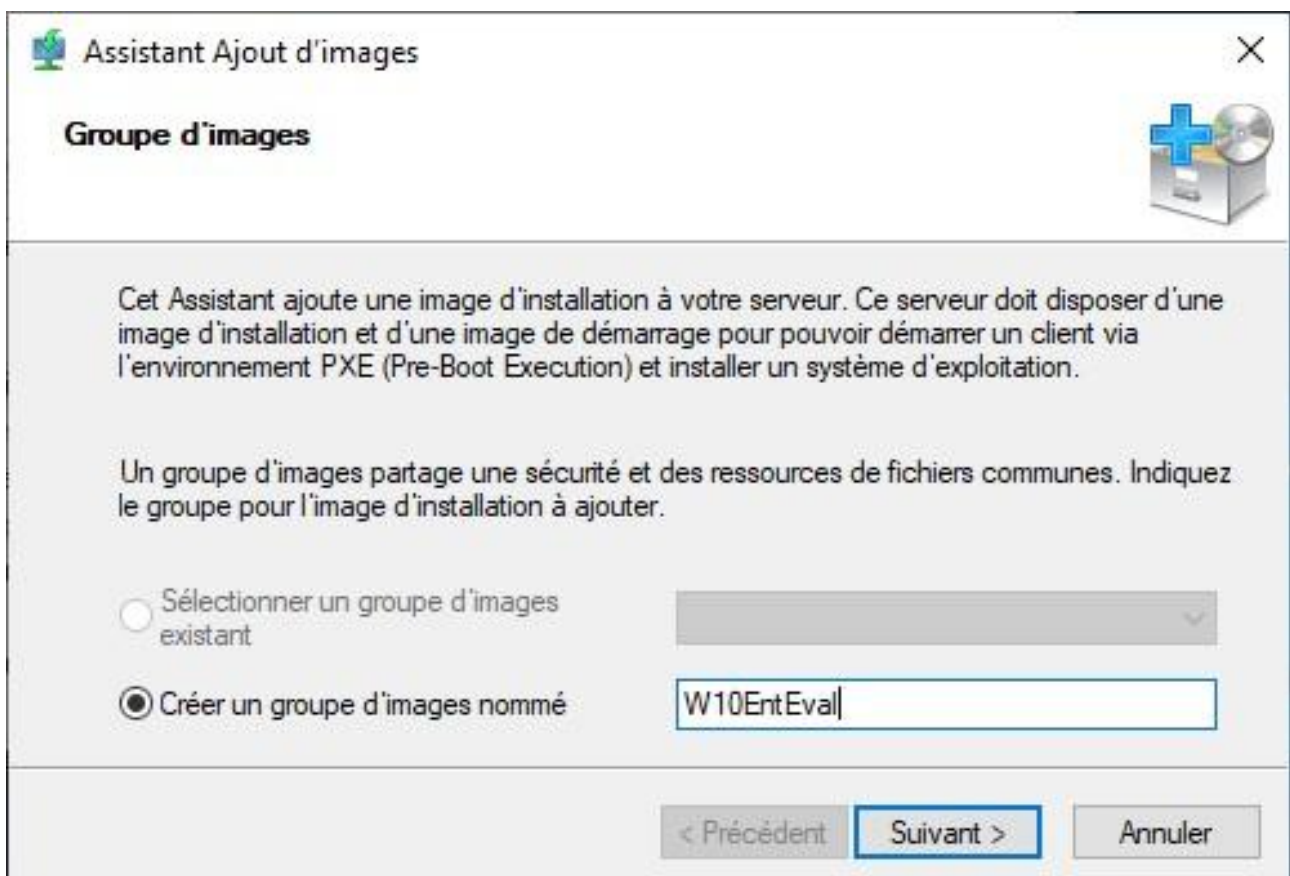 Assistant Ajout d'images
Groupe d'images
Cet Assistant ajoute une image d'installation à votre serveur. Ce serveur doit disposer d'une
image d'installation et d'une image de démarrage pour pouvoir démarrer un client via
l'environnement PXE (Pre-Boot Execution) et installer un système d'exploitation.
Un groupe d'images partage une sécurité et des ressources de fichiers communes. Indiquez
le groupe pour l'image d'installation à ajouter.
Sélectionner un groupe d'images
existant
Créer un groupe d'images nommé
W10EntEval
< Précédent
Suivant >
Annuler